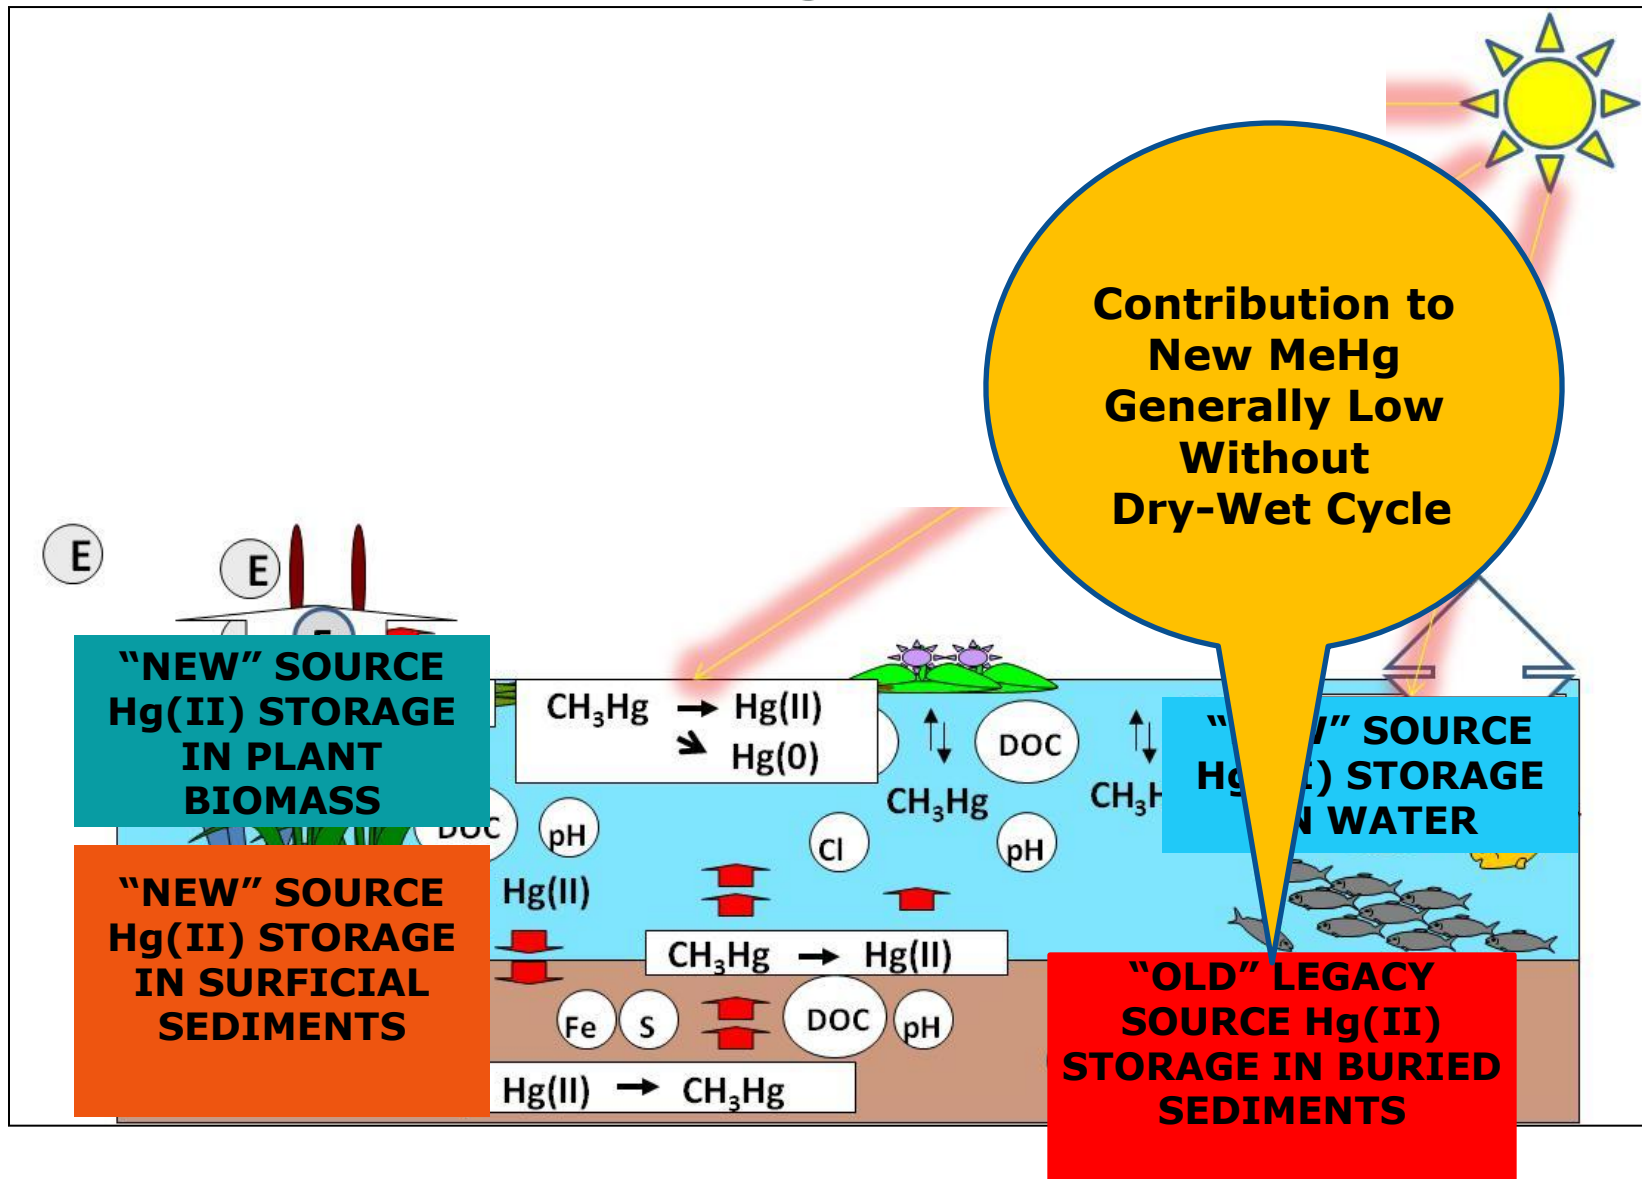 Contribution to
New MeHg
Generally Low
Without
Dry-Wet Cycle
E
E
“NEW” SOURCE
Hg(II) STORAGE
IN PLANT
BIOMASS
CH₃Hg → Hg(II)
Hg(0)
DOC
CH₃Hg
SOURCE
STORAGE
WATER
DOC
pH
Cl
pH
“NEW” SOURCE
Hg(II) STORAGE
IN SURFICIAL
SEDIMENTS
Hg(II)
CH₃Hg → Hg(II)
Fe
S
DOC
pH
Hg(II) → CH₃Hg
“OLD” LEGACY
SOURCE Hg(II)
STORAGE IN BURIED
SEDIMENTS